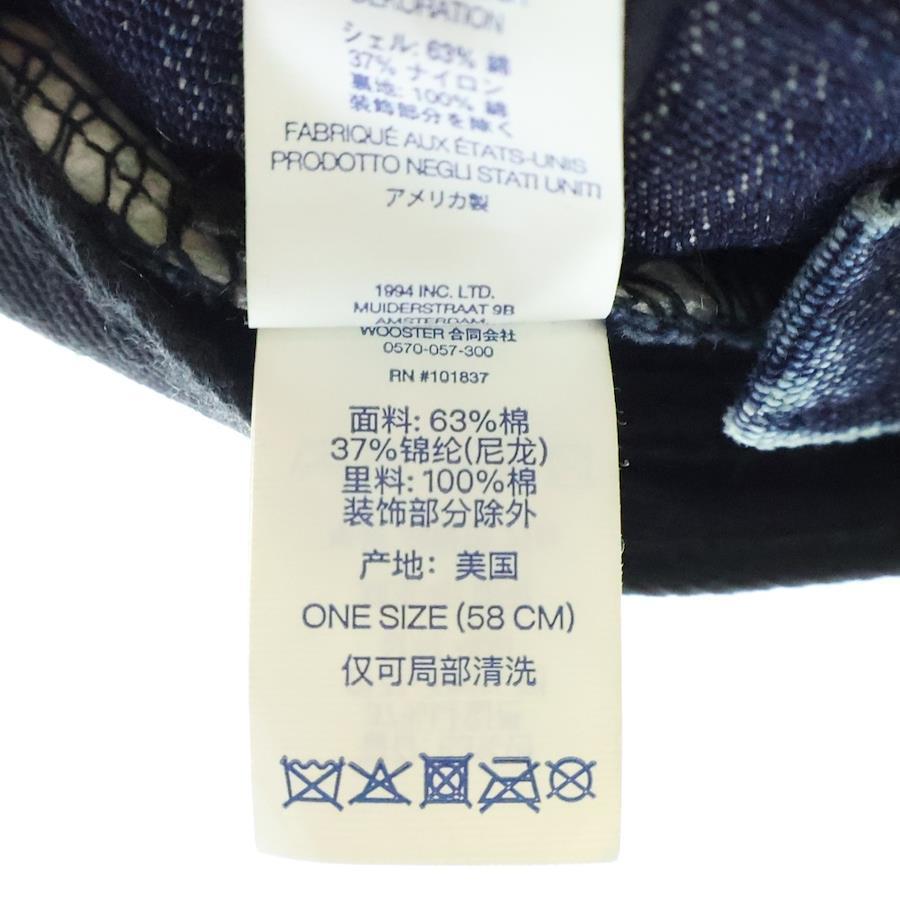 DEKORATION
シェル: 63% 綿
37% ナイロン
裏地: 100% 綿
装飾部分を除く
FABRIQUÉ AUX ÉTATS-UNIS
PRODOTTO NEGLI STATI UNITI
アメリカ製
1994 INC. LTD.
MUIDERSTRAAT 9B
AMSTERDAM
WOOSTER 合同会社
0570-057-300
RN #101837
面料: 63%棉
37%锦纶(尼龙)
里料: 100%棉
装饰部分除外
产地: 美国
ONE SIZE (58 CM)
仅可局部清洗